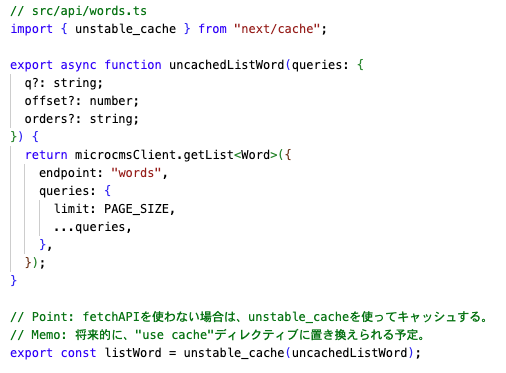 // src/api/words.ts
import { unstable_cache } from "next/cache";
export async function uncachedListWord(queries: {
q?: string;
offset?: number;
orders?: string;
}) {
return microcmsClient.getList<Word>({
endpoint: "words",
queries: {
limit: PAGE_SIZE,
...queries,
},
});
}
// Point: fetchAPIを使わない場合は、unstable_cacheを使ってキャッシュする。
// Memo: 将来的に、"use cache"ディレクティブに置き換えられる予定。
export const listWord = unstable_cache(uncachedListWord);